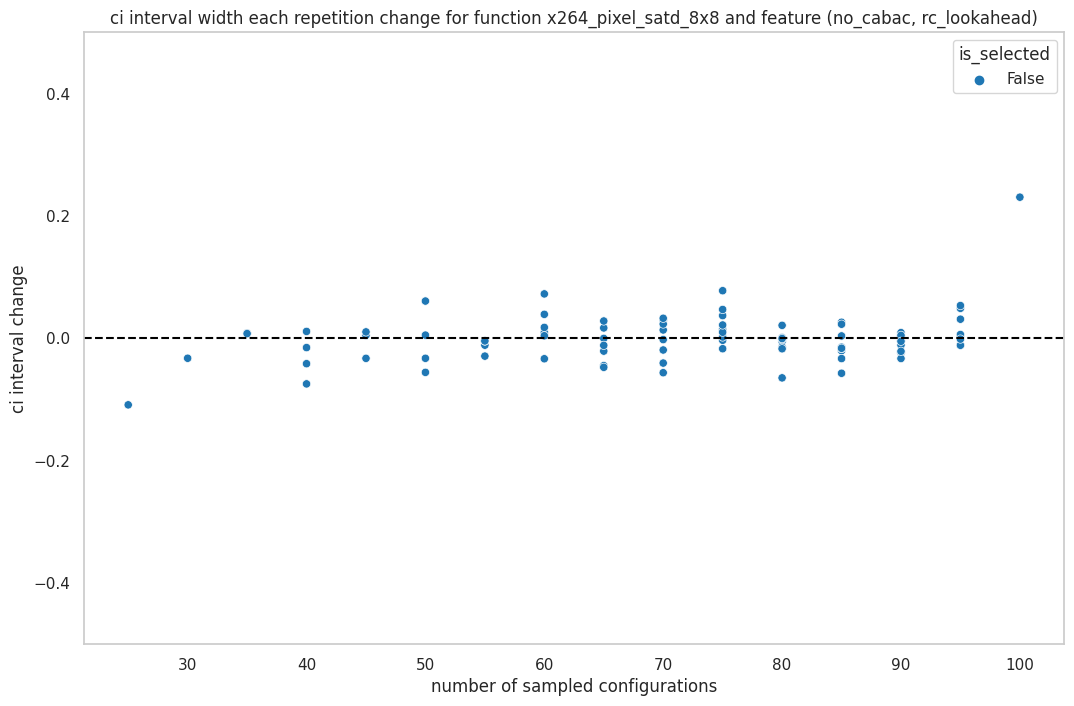 ci interval width each repetition change for function x264_pixel_satd_8x8 and feature (no_cabac, rc_lookahead)
is_selected
False
0.4
0.2
0.0
−0.2
−0.4
ci interval change
30 40 50 60 70 80 90 100
number of sampled configurations